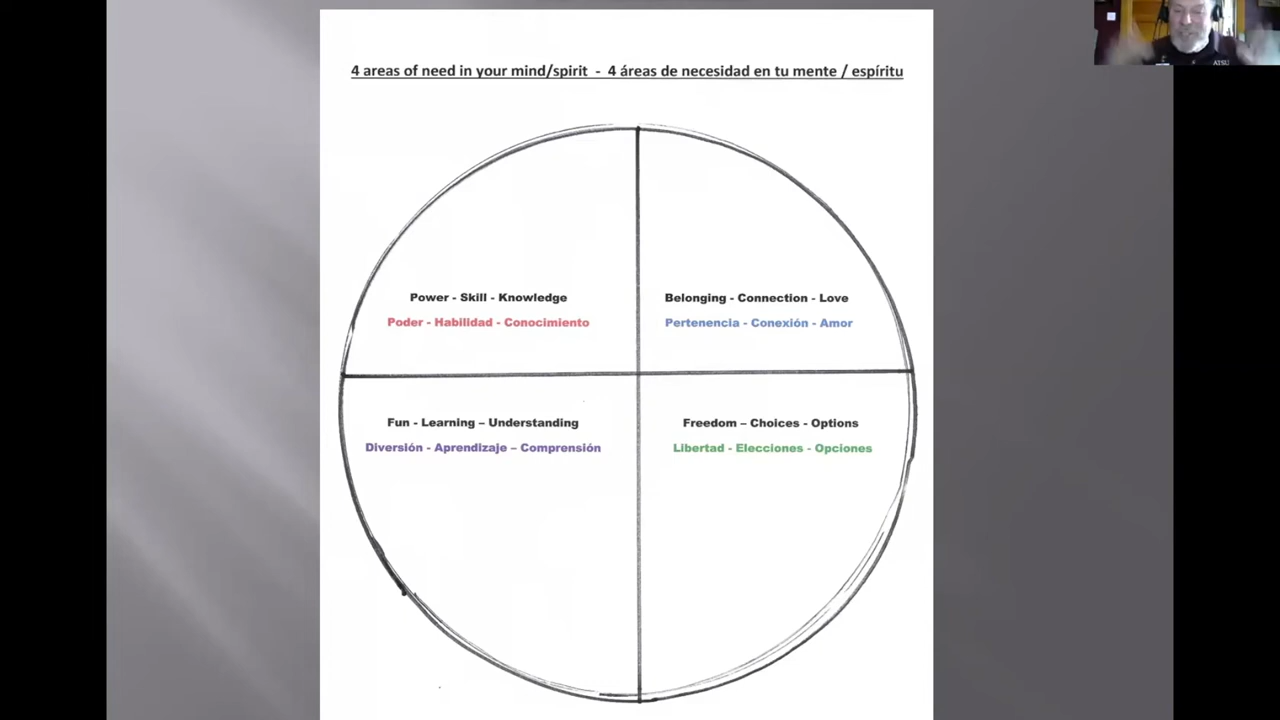 4 areas of need in your mind/spirit - 4 áreas de necesidad en tu mente / espíritu
Power - Skill - Knowledge
Poder - Habilidad - Conocimiento
Belonging - Connection - Love
Pertenencia - Conexión - Amor
Fun - Learning – Understanding
Diversión - Aprendizaje – Comprensión
Freedom – Choices - Options
Libertad - Elecciones - Opciones
ATSU